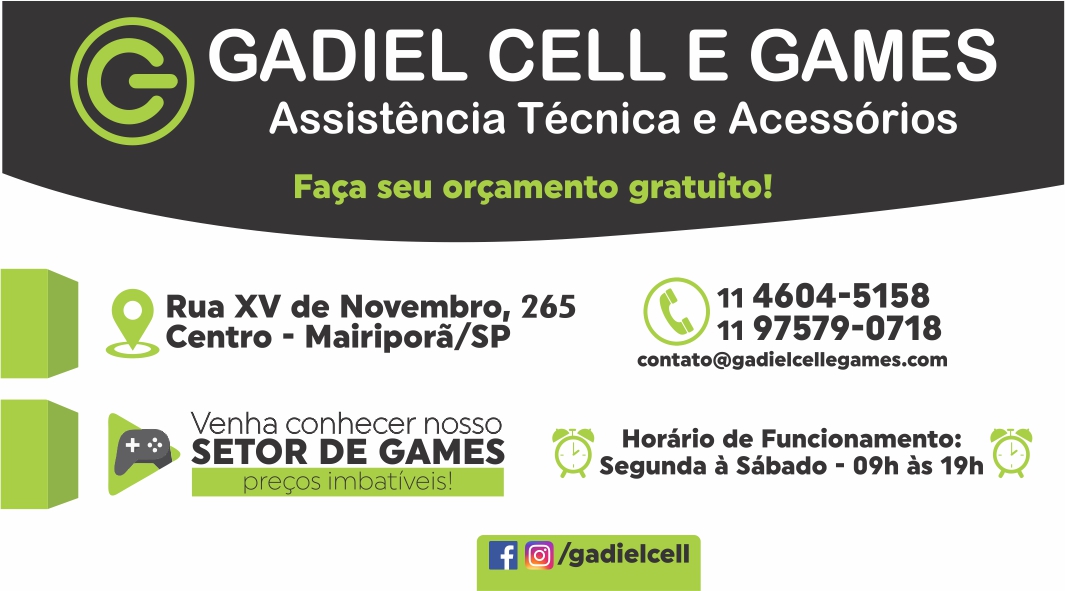 GADIEL CELL E GAMES
Assistência Técnica e Acessórios
Faça seu orçamento gratuito!
Rua XV de Novembro, 265
Centro - Mairiporã/SP
11 4604-5158
11 97579-0718
contato@gadielcellegames.com
Venha conhecer nosso
SETOR DE GAMES
preços imbatíveis!
Horário de Funcionamento:
Segunda à Sábado - 09h às 19h
/gadielcell